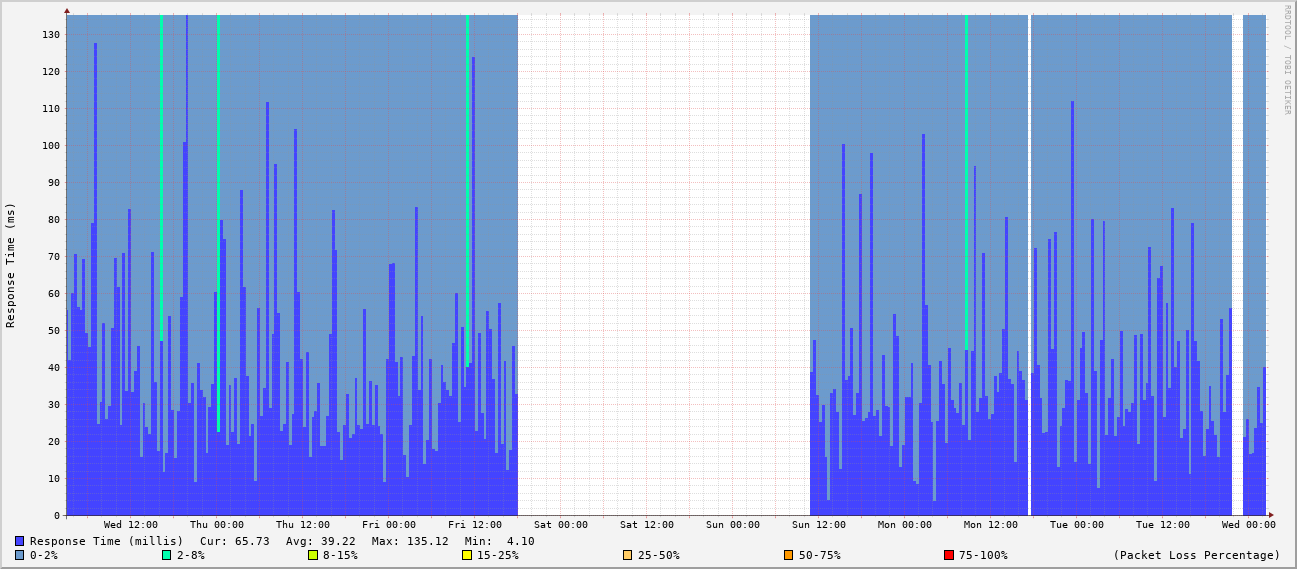 RRDTOOL / TOBI OETIKER
Response Time (ms)
130
120
110
100
90
80
70
60
50
40
30
20
10
0
Wed 12:00 Thu 00:00 Thu 12:00 Fri 00:00 Fri 12:00 Sat 00:00 Sat 12:00 Sun 00:00 Sun 12:00 Mon 00:00 Mon 12:00 Tue 00:00 Tue 12:00 Wed 00:00
Response Time (millis) Cur: 65.73 Avg: 39.22 Max: 135.12 Min: 4.10
0-2% 2-8% 8-15% 15-25% 25-50% 50-75% 75-100% (Packet Loss Percentage)